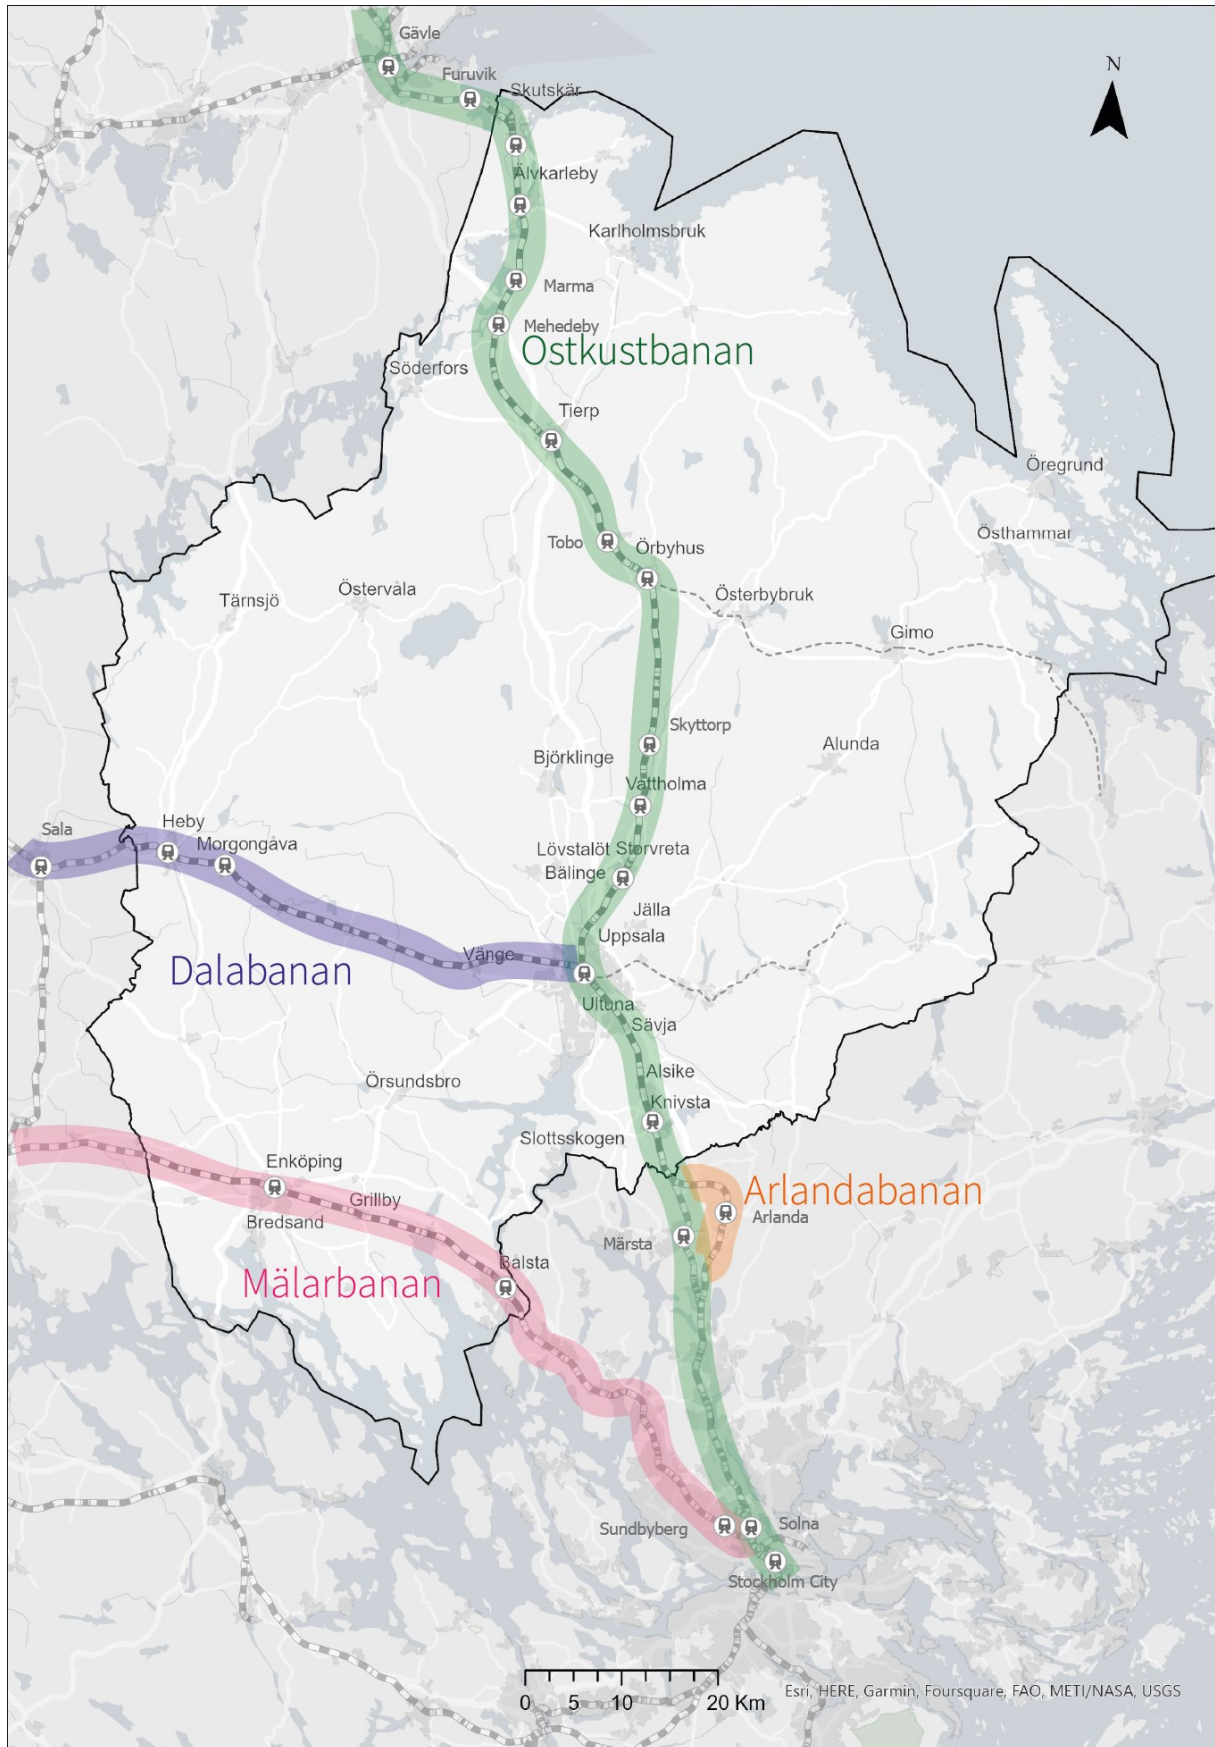 Gävle
Furuvik
Skutskär
N
Älvkarleby
Karlholmsbruk
Marma
Mehedeby
Ostkustbanan
Söderfors
Tierp
Öregrund
Östhammar
Tobo
Örbyhus
Österbybruk
Östervåla
Tärnsjö
Gimo
Skyttorp
Alunda
Björklinge
Vattholma
Sala
Heby
Morgongåva
Lövstalöt
Storvreta
Bälinge
Jälla
Uppsala
Vänge
Dalabanan
Ultuna
Sävja
Alsike
Örsundsbro
Knivsta
Slottsskogen
Enköping
Grillby
Bredsand
Arlandabanan
Arlanda
Märsta
Bålsta
Mälarbanan
Sundbyberg
Solna
Stockholm City
0 5 10 20 Km
Esri, HERE, Garmin, Foursquare, FAO, METI/NASA, USGS